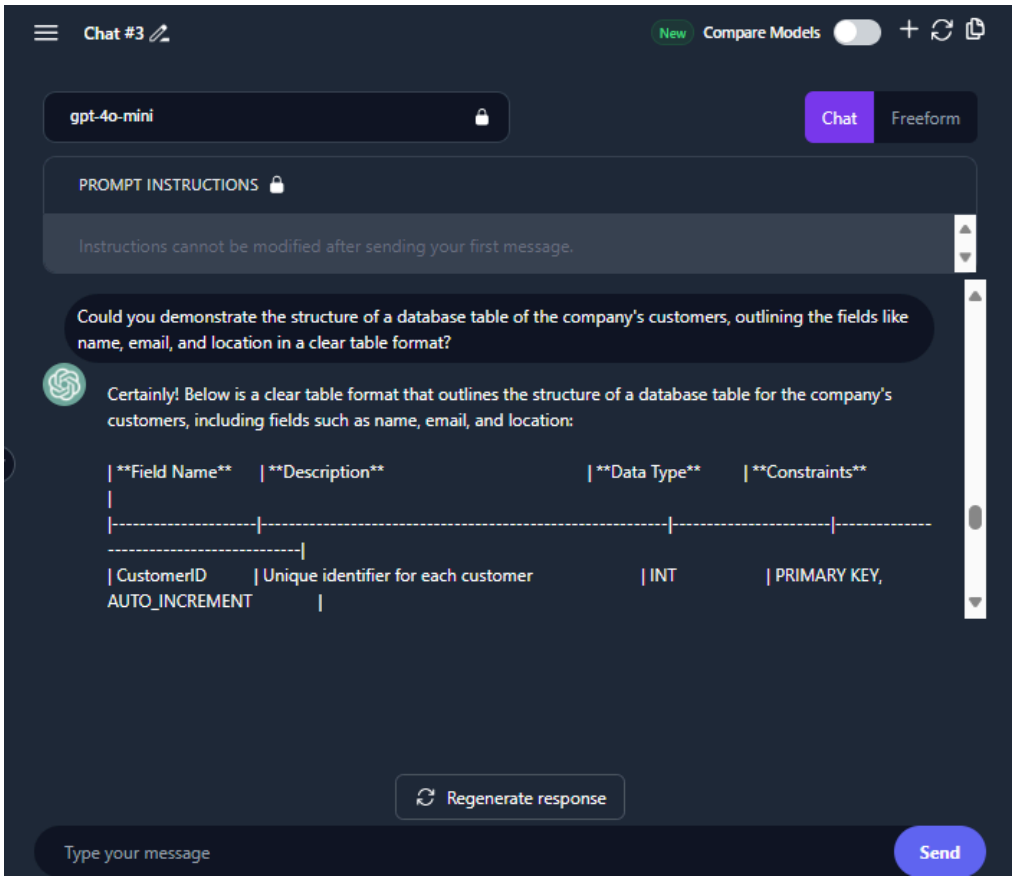 Chat #3
New Compare Models
gpt-4o-mini
Chat Freeform
PROMPT INSTRUCTIONS
Instructions cannot be modified after sending your first message.
Could you demonstrate the structure of a database table of the company's customers, outlining the fields like
name, email, and location in a clear table format?
Certainly! Below is a clear table format that outlines the structure of a database table for the company's
customers, including fields such as name, email, and location:
| **Field Name** | **Description** | **Data Type** | **Constraints**
|
|---------------------|-----------------------------------------------------------|-----------------------|--------------
----------------------------|
| CustomerID | Unique identifier for each customer | INT | PRIMARY KEY,
AUTO_INCREMENT |
Regenerate response
Type your message
Send